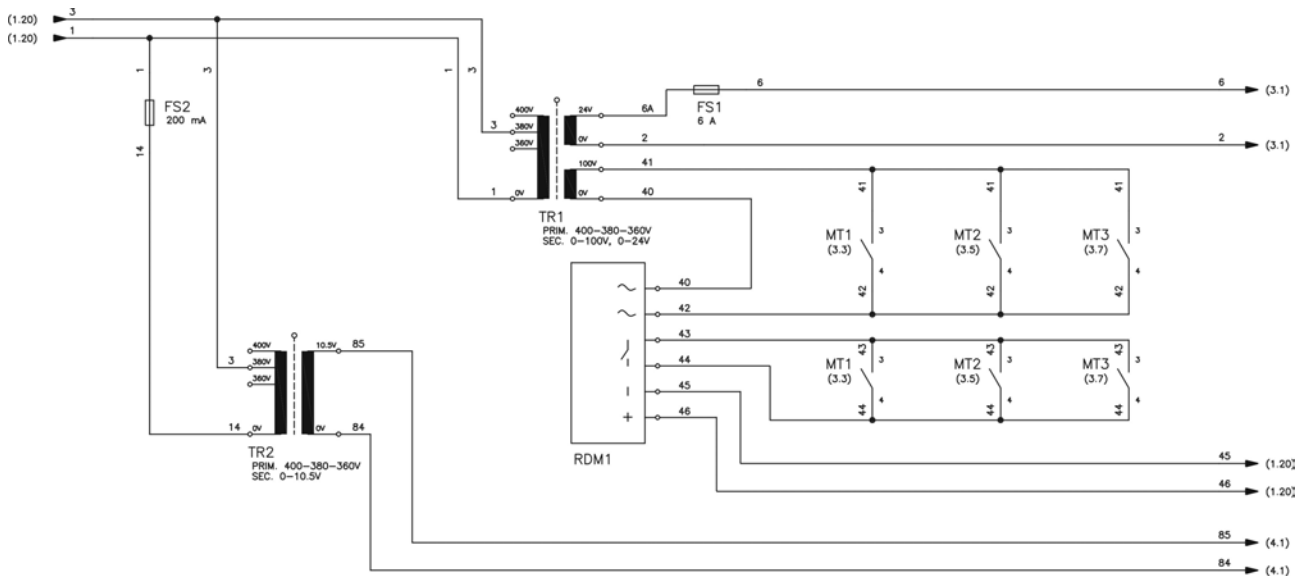 (1.20) 3
(1.20) 1
1
3
1
3
FS2
200 mA
14
400V
3 380V
360V
1 0V
24V 6A
FS1
6 A
6 6 (3.1)
0V 2 2 (3.1)
100V 41
0V 40
TR1
PRIM. 400-380-360V
SEC. 0-100V, 0-24V
41 41 41
MT1 3 MT2 3 MT3 3
(3.3) (3.5) (3.7)
4 4 4
42 42 42
40
42
43
44
45
46
RDM1
43 43 43
MT1 3 MT2 3 MT3 3
(3.3) (3.5) (3.7)
4 4 4
44 44 44
400V 10.5V 85
3 380V
360V
14 0V 0V 84
TR2
PRIM. 400-380-360V
SEC. 0-10.5V
45 (1.20)
46 (1.20)
85 (4.1)
84 (4.1)